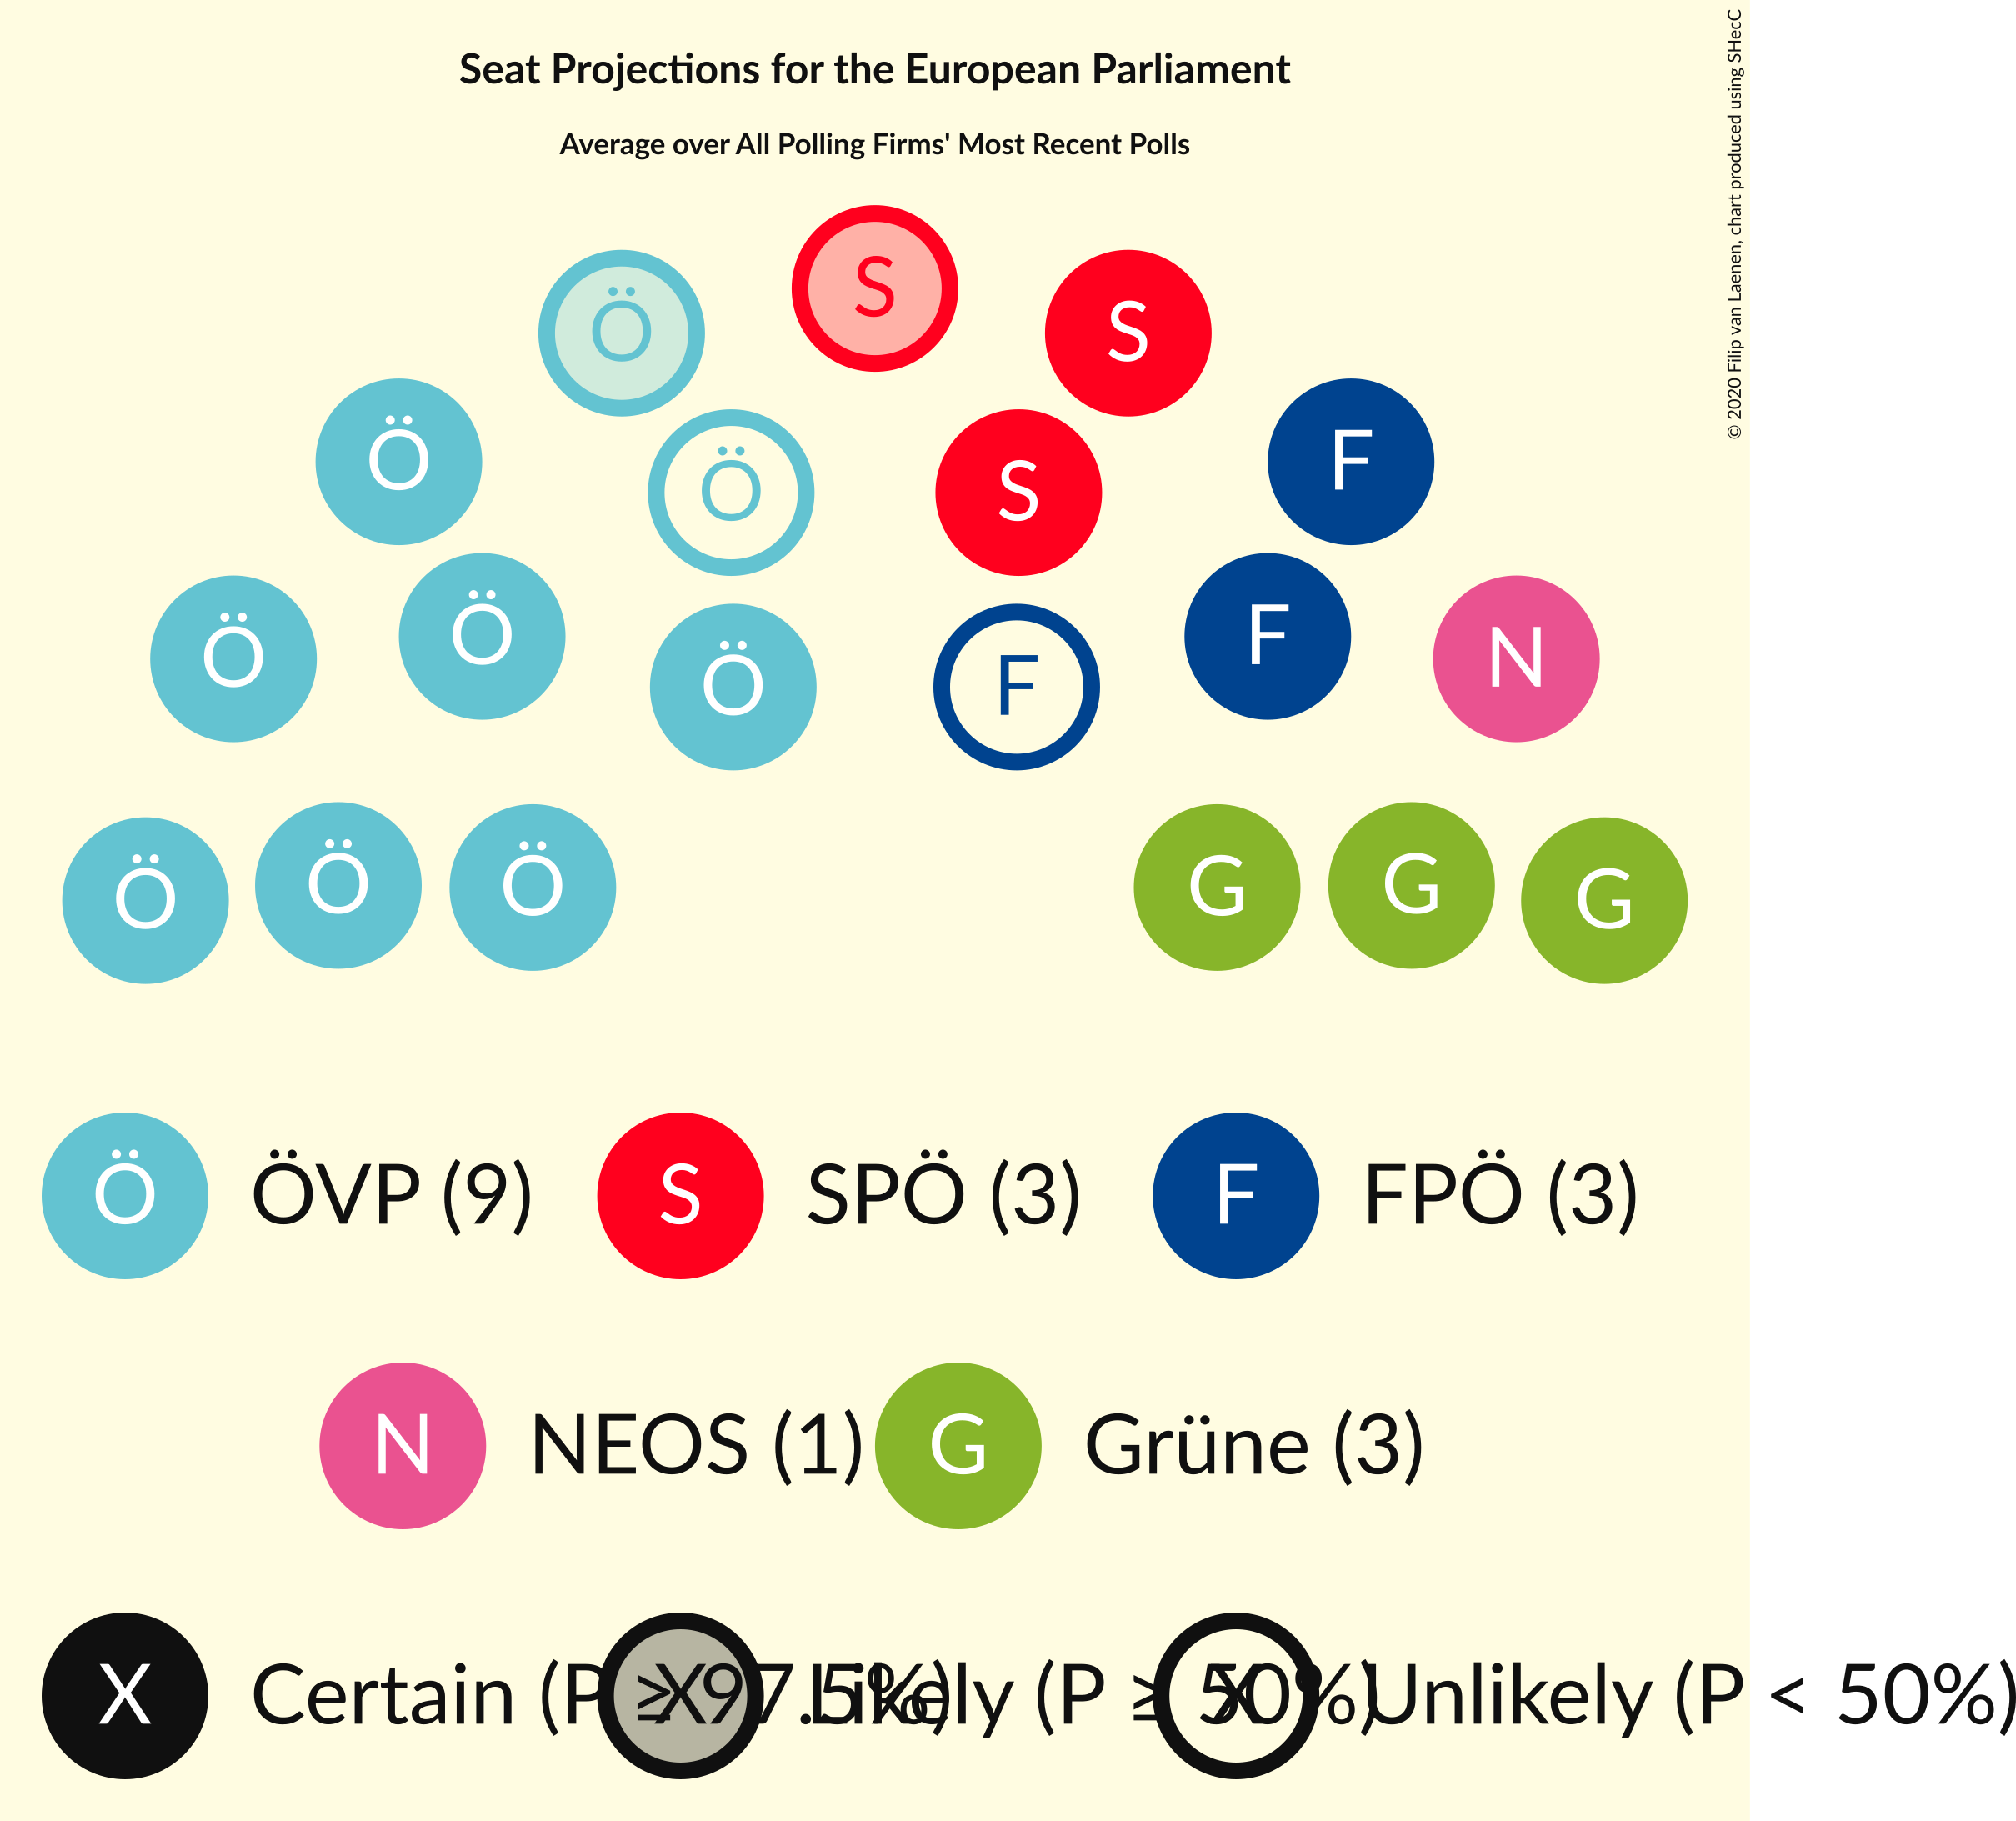 Seat Projections for the European Parliament
Average over All Polling Firms' Most Recent Polls
© 2020 Filip van Laenen, chart produced using SHecC
S
Ö S
Ö F
Ö S
Ö Ö F N
Ö F
Ö Ö Ö G G G
Ö ÖVP (9) S SPÖ (3) F FPÖ (3)
N NEOS (1) G Grüne (3)
X Certain (P ≥ 97.5%) X Likely (P ≥ 50%) X Unlikely (P < 50%)